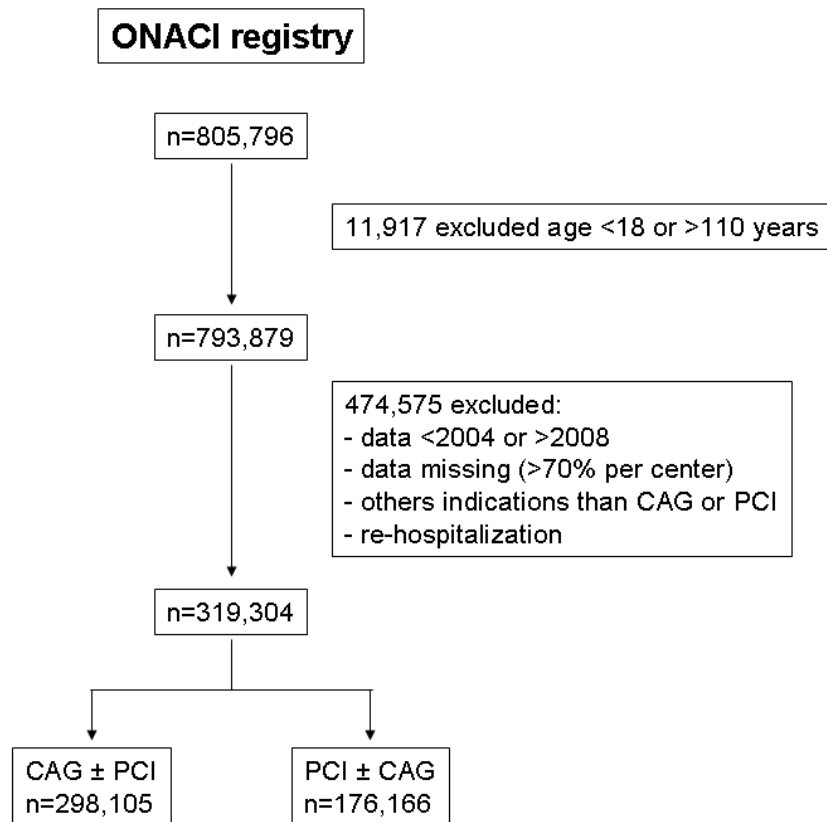 ONACI registry
n=805,796
11,917 excluded age <18 or >110 years
n=793,879
474,575 excluded:
- data <2004 or >2008
- data missing (>70% per center)
- others indications than CAG or PCI
- re-hospitalization
n=319,304
CAG ± PCI
n=298,105
PCI ± CAG
n=176,166